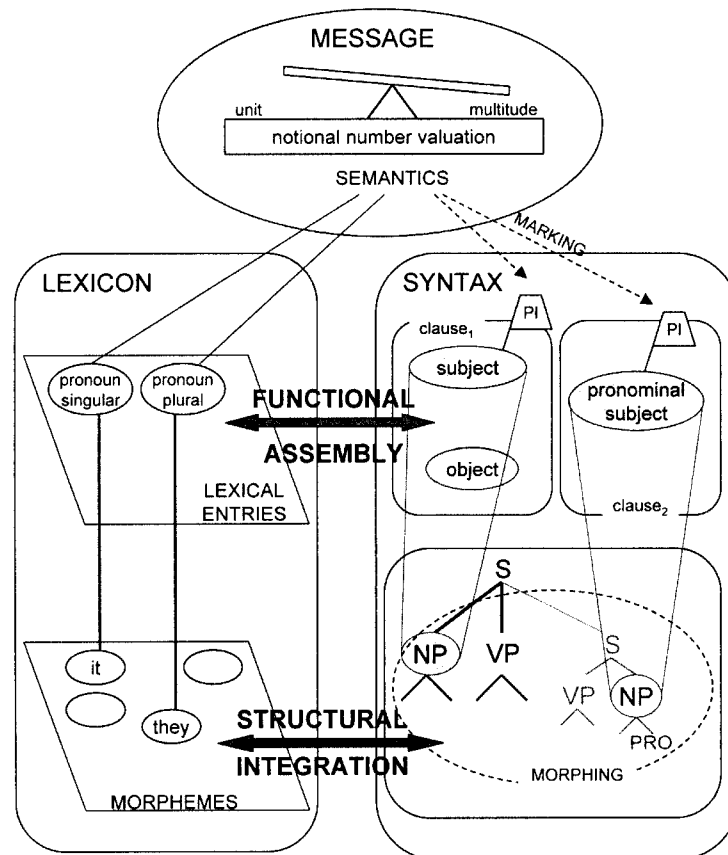 MESSAGE
unit
multitude
notional number valuation
SEMANTICS
MARKING
LEXICON
pronoun
singular
pronoun
plural
LEXICAL
ENTRIES
FUNCTIONAL
ASSEMBLY
SYNTAX
PI
clause1
subject
object
PI
pronominal
subject
clause2
it
they
MORPHEMES
STRUCTURAL
INTEGRATION
S
NP
VP
S
VP
NP
PRO
MORPHING